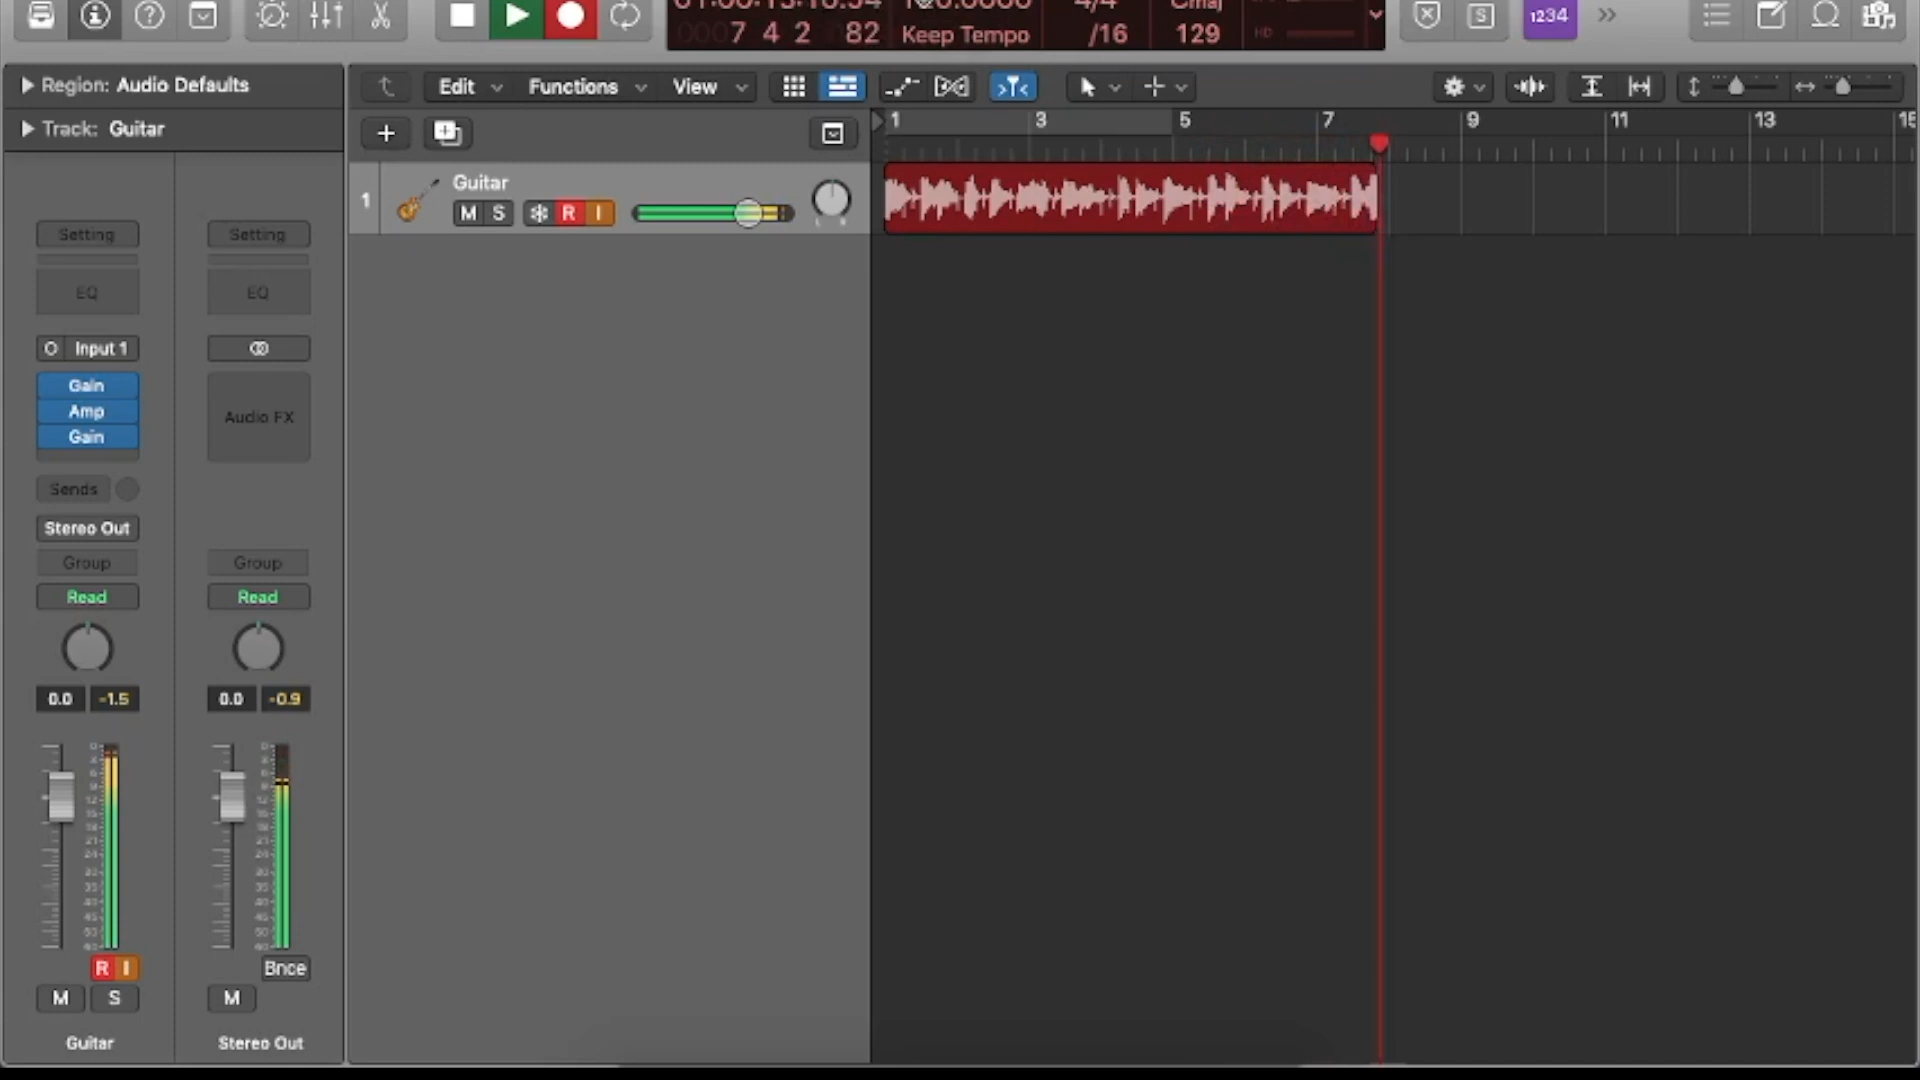 1234
7 4 2 82
Keep Tempo
/16
129
Region: Audio Defaults
Track: Guitar
Edit
Functions
View
1
3
5
7
9
11
13
15
1
Guitar
M S
R I
Setting
Setting
EQ
EQ
Input 1
Gain
Amp
Gain
Audio FX
Sends
Stereo Out
Group
Group
Read
Read
0.0
-1.5
0.0
-0.9
R I
Bnce
M
S
M
Guitar
Stereo Out